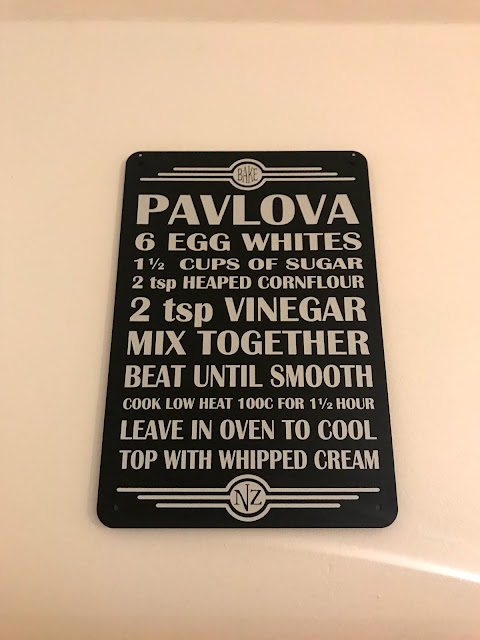 BAKE
PAVLOVA
6 EGG WHITES
1½ CUPS OF SUGAR
2 tsp HEAPED CORNFLOUR
2 tsp VINEGAR
MIX TOGETHER
BEAT UNTIL SMOOTH
COOK LOW HEAT 100C FOR 1½ HOUR
LEAVE IN OVEN TO COOL
TOP WITH WHIPPED CREAM
NZ